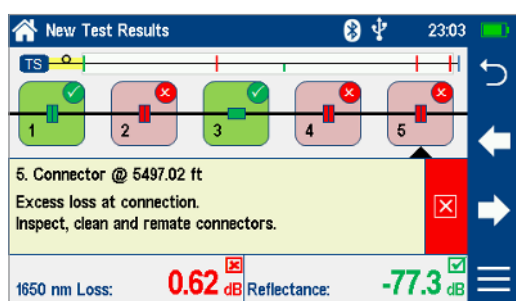 New Test Results 23:03
TS
1 2 3 4 5
5. Connector @ 5497.02 ft
Excess loss at connection.
Inspect, clean and remate connectors.
1650 nm Loss: 0.62 dB Reflectance: -77.3 dB